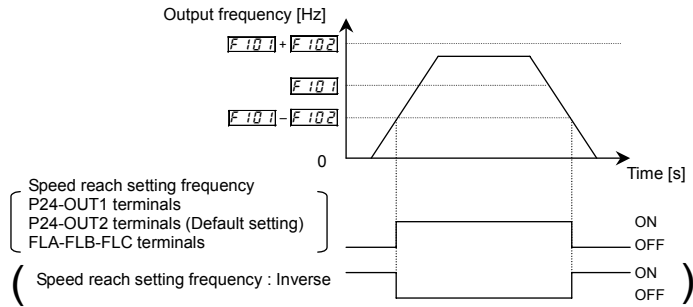 Output frequency [Hz]
F101 + F102
F101
F101 – F102
0
Time [s]
Speed reach setting frequency
P24-OUT1 terminals
P24-OUT2 terminals (Default setting)
FLA-FLB-FLC terminals
ON
OFF
Speed reach setting frequency : Inverse
ON
OFF